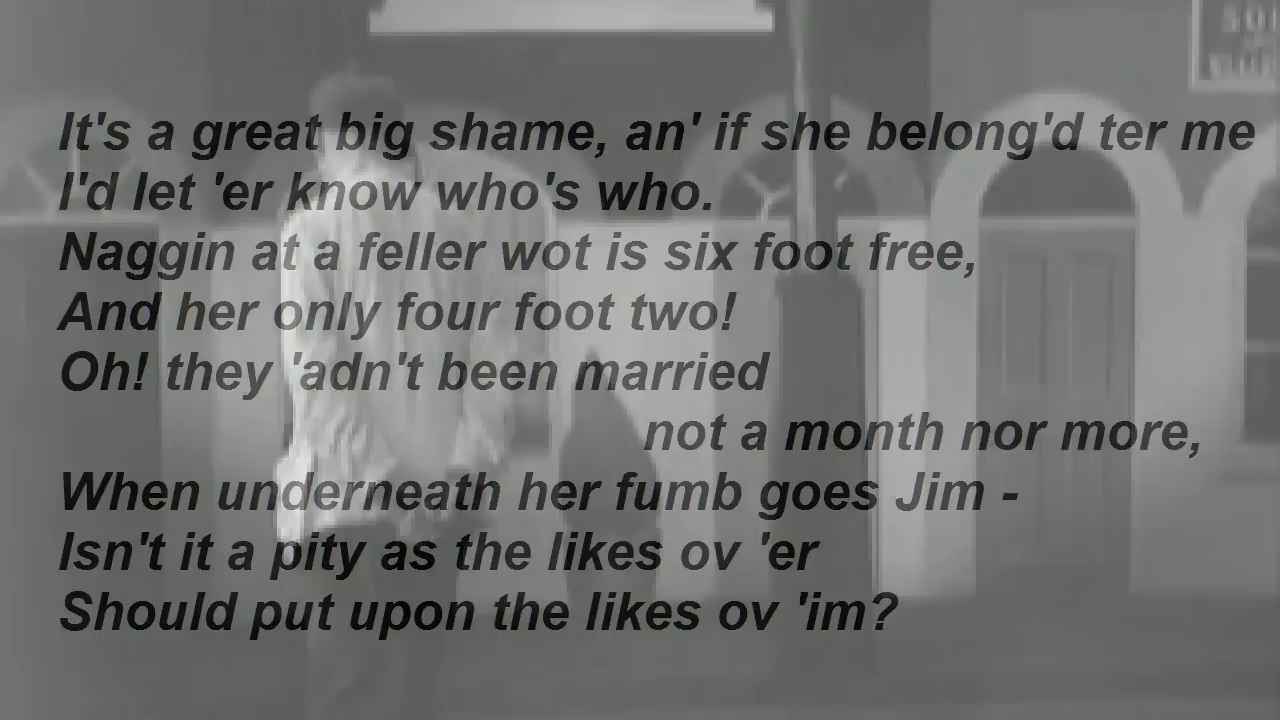 It's a great big shame, an' if she belong'd ter me
I'd let 'er know who's who.
Naggin at a feller wot is six foot free,
And her only four foot two!
Oh! they 'adn't been married
not a month nor more,
When underneath her fumb goes Jim -
Isn't it a pity as the likes ov 'er
Should put upon the likes ov 'im?